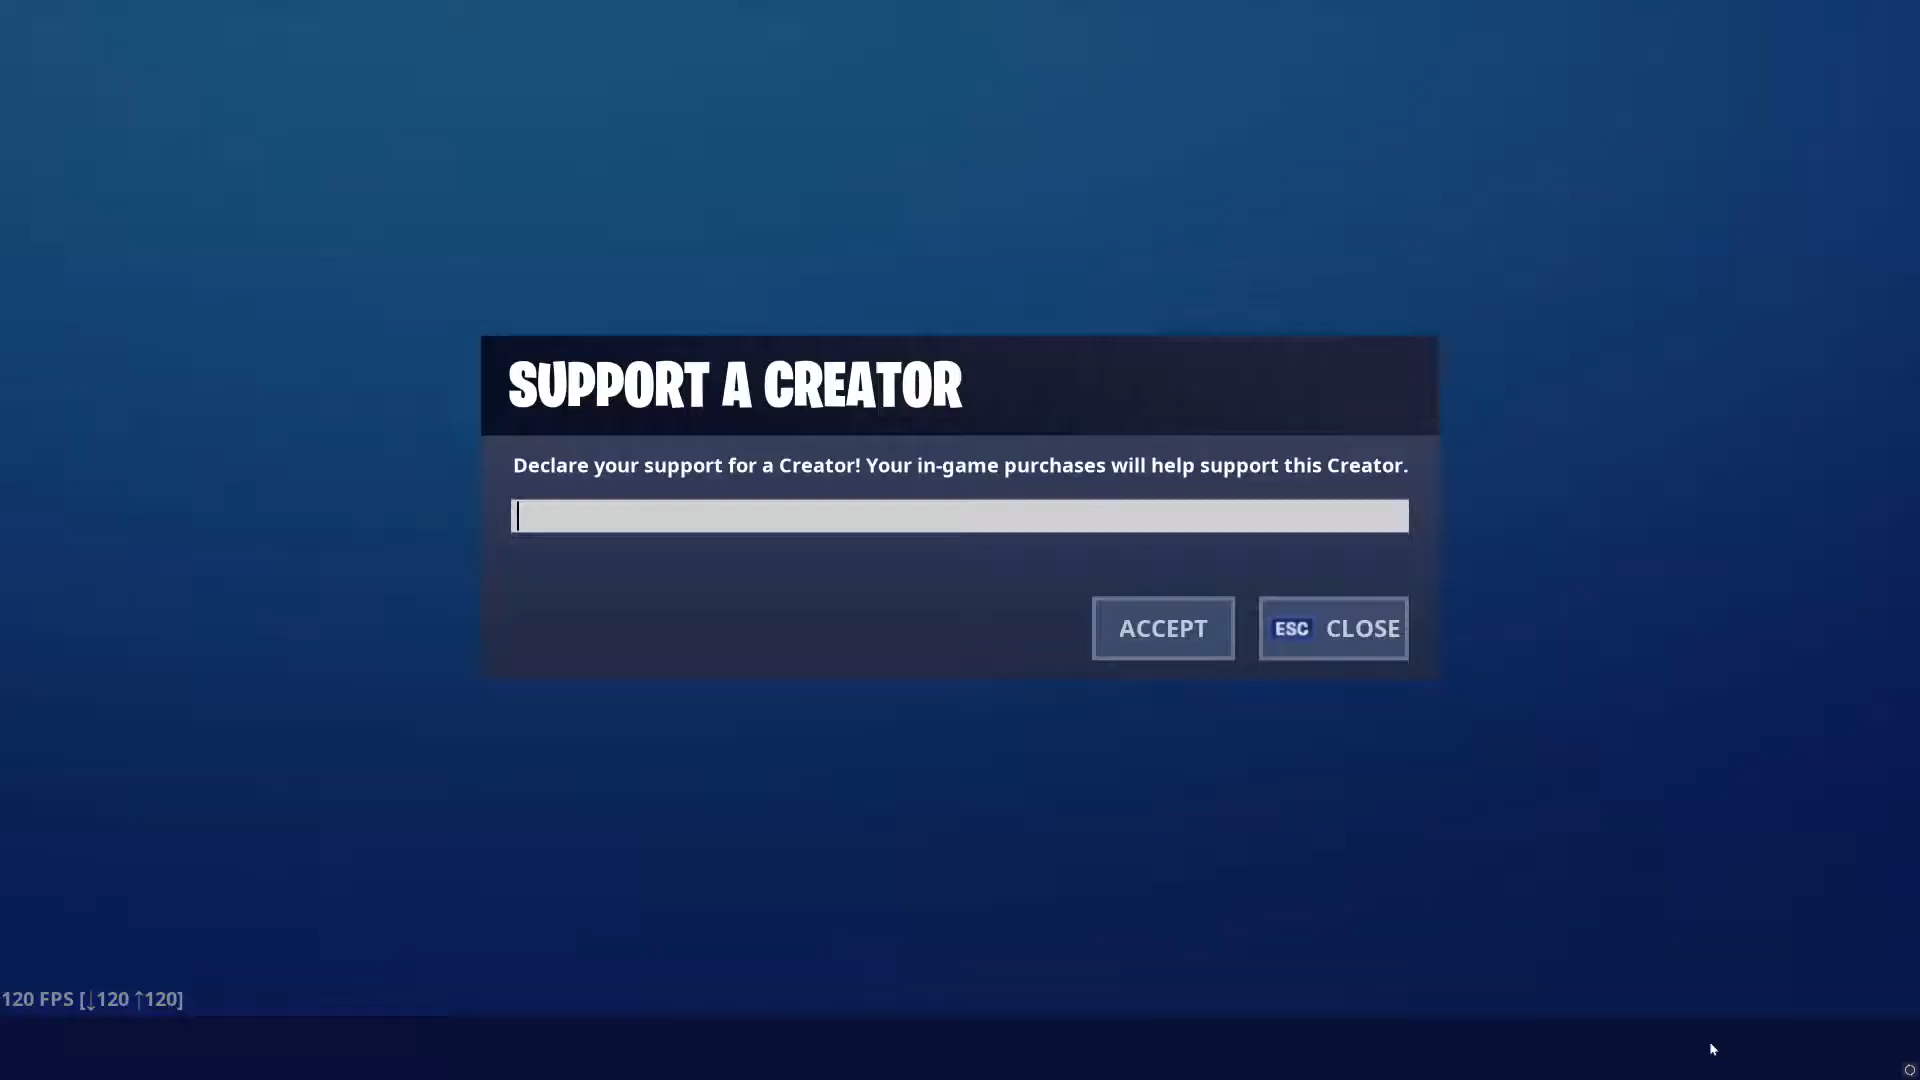 SUPPORT A CREATOR
Declare your support for a Creator! Your in-game purchases will help support this Creator.
ACCEPT
ESC CLOSE
120 FPS [↓120 ↑120]